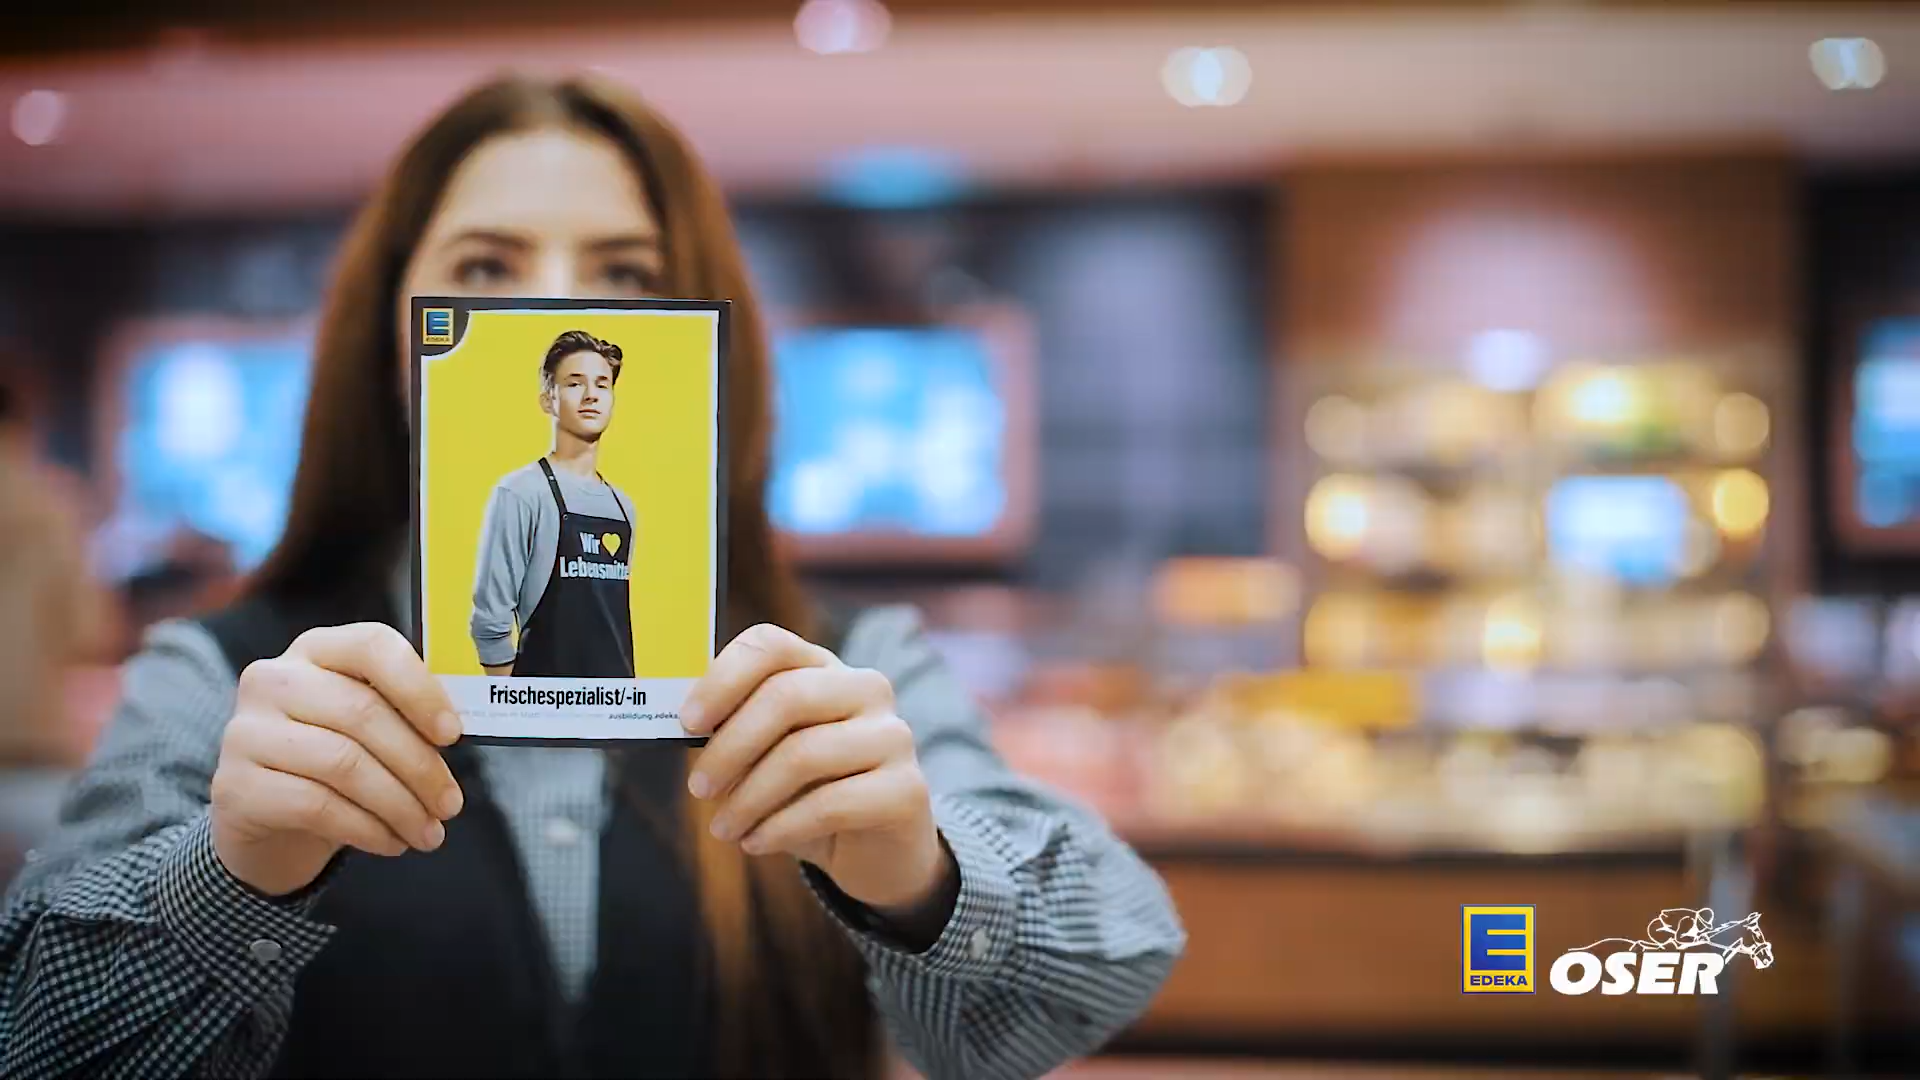 EDEKA
Wir
Lebensmitte
Frischespezialist/-in
ausbildung.edeka
EDEKA
OSER